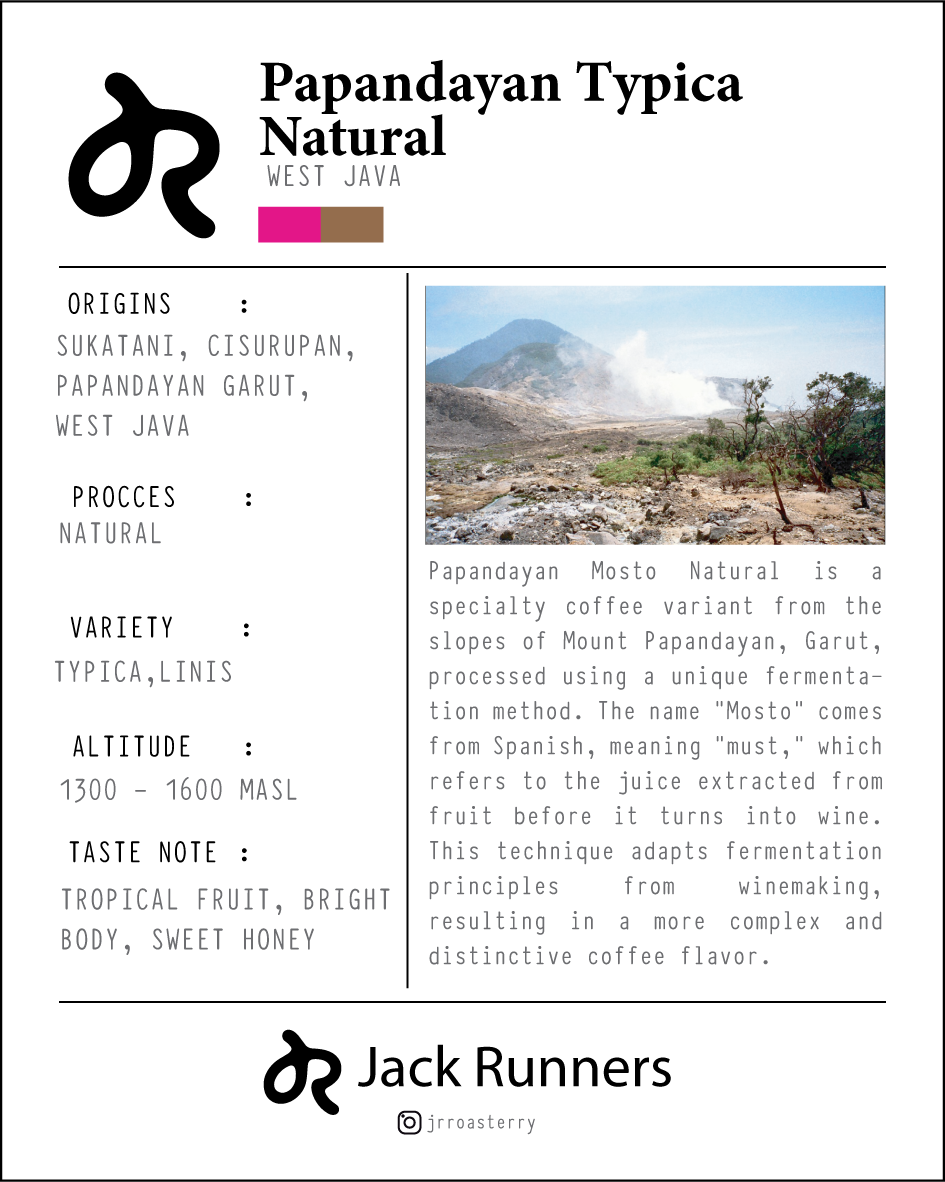 Papandayan Typica
Natural
WEST JAVA
ORIGINS :
SUKATANI, CISURUPAN,
PAPANDAYAN GARUT,
WEST JAVA
PROCCES :
NATURAL
VARIETY :
TYPICA,LINIS
ALTITUDE :
1300 - 1600 MASL
TASTE NOTE :
TROPICAL FRUIT, BRIGHT
BODY, SWEET HONEY
Papandayan Mosto Natural is a
specialty coffee variant from the
slopes of Mount Papandayan, Garut,
processed using a unique fermenta-
tion method. The name "Mosto" comes
from Spanish, meaning "must," which
refers to the juice extracted from
fruit before it turns into wine.
This technique adapts fermentation
principles from winemaking,
resulting in a more complex and
distinctive coffee flavor.
Jack Runners
jrroasterry